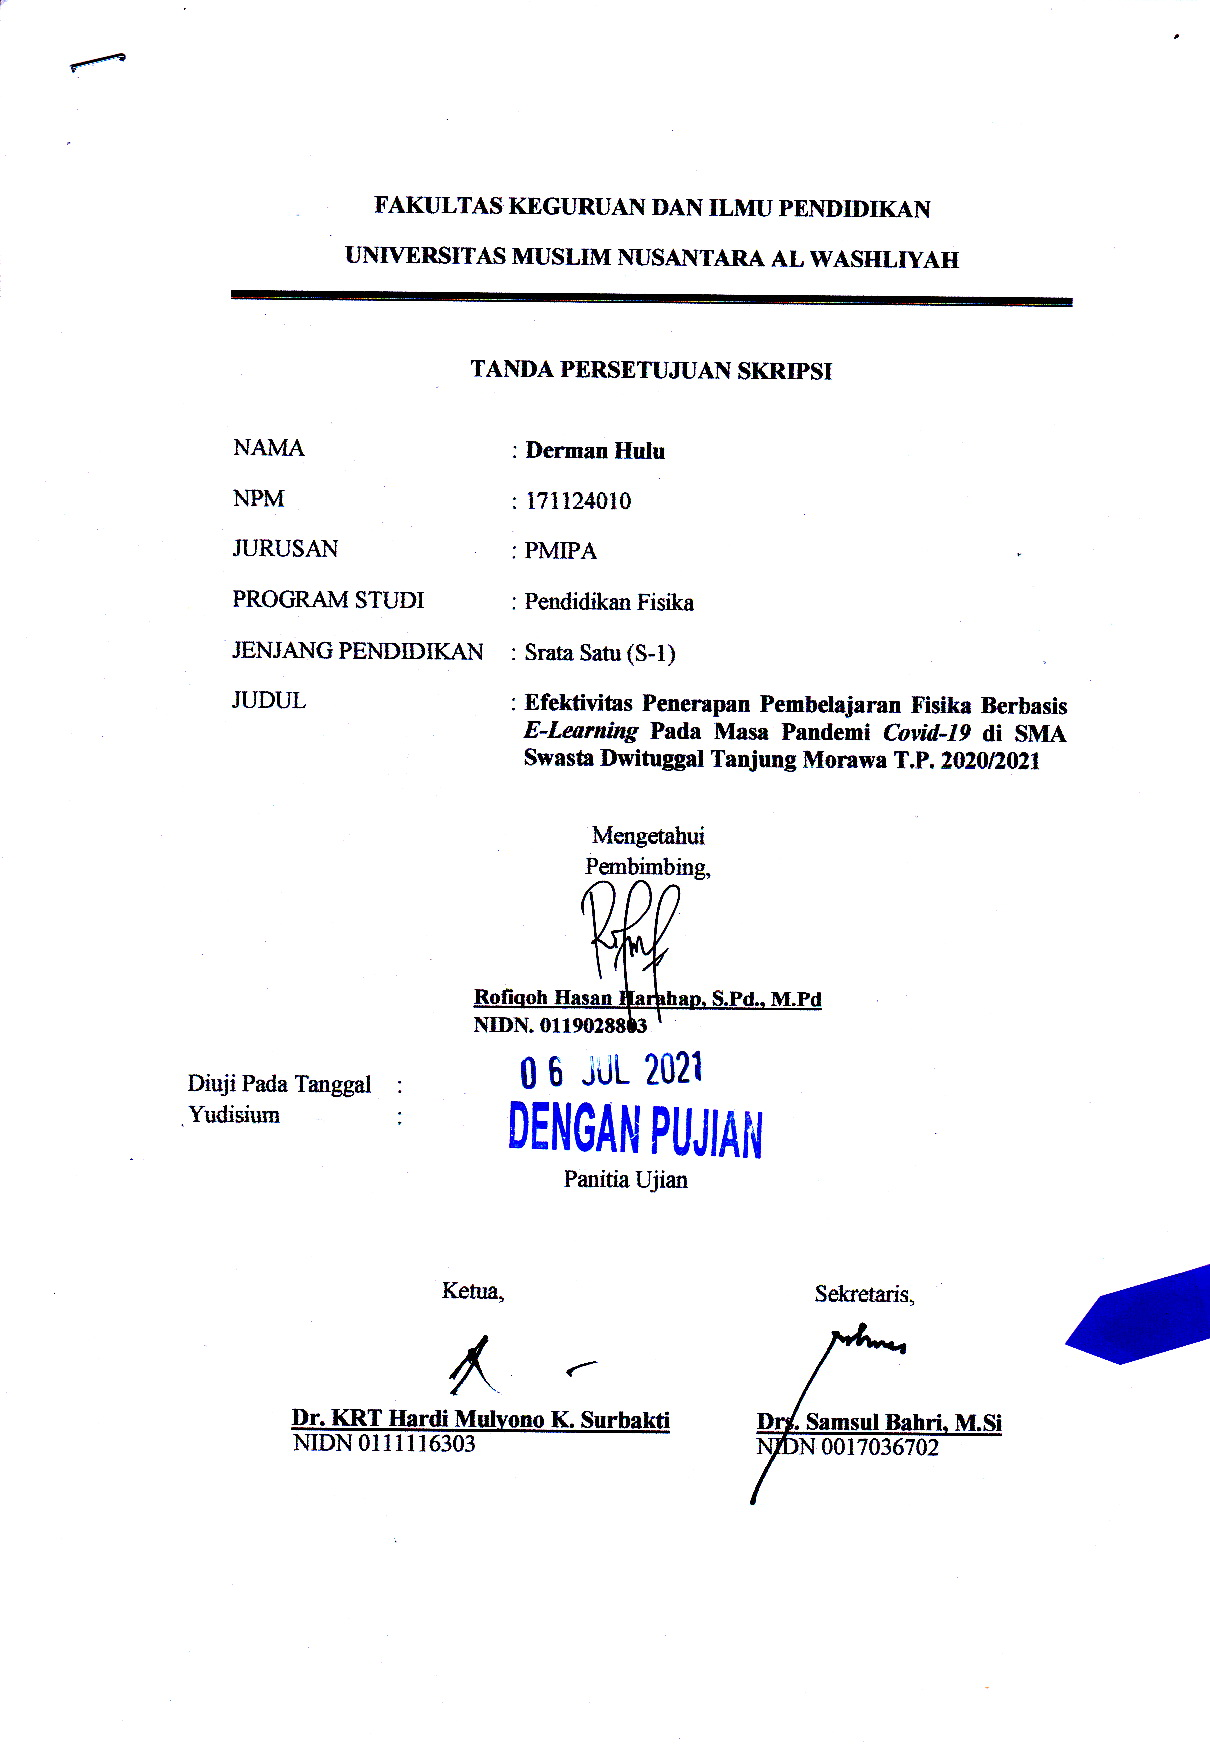 FAKULTAS KEGURUAN DAN ILMU PENDIDIKAN
UNIVERSITAS MUSLIM NUSANTARA AL WASHLIYAH
TANDA PERSETUJUAN SKRIPSI
NAMA : Derman Hulu
NPM : 171124010
JURUSAN : PMIPA
PROGRAM STUDI : Pendidikan Fisika
JENJANG PENDIDIKAN : Srata Satu (S-1)
JUDUL : Efektivitas Penerapan Pembelajaran Fisika Berbasis
E-Learning Pada Masa Pandemi Covid-19 di SMA
Swasta Dwituggal Tanjung Morawa T.P. 2020/2021
Mengetahui
Pembimbing,
Rofiqoh Hasan Harahap, S.Pd., M.Pd
NIDN. 0119028803
Diuji Pada Tanggal : 06 JUL 2021
Yudisium : DENGAN PUJIAN
Panitia Ujian
Ketua, Sekretaris,
Dr. KRT Hardi Mulyono K. Surbakti Drs. Samsul Bahri, M.Si
NIDN 0111116303 NIDN 0017036702